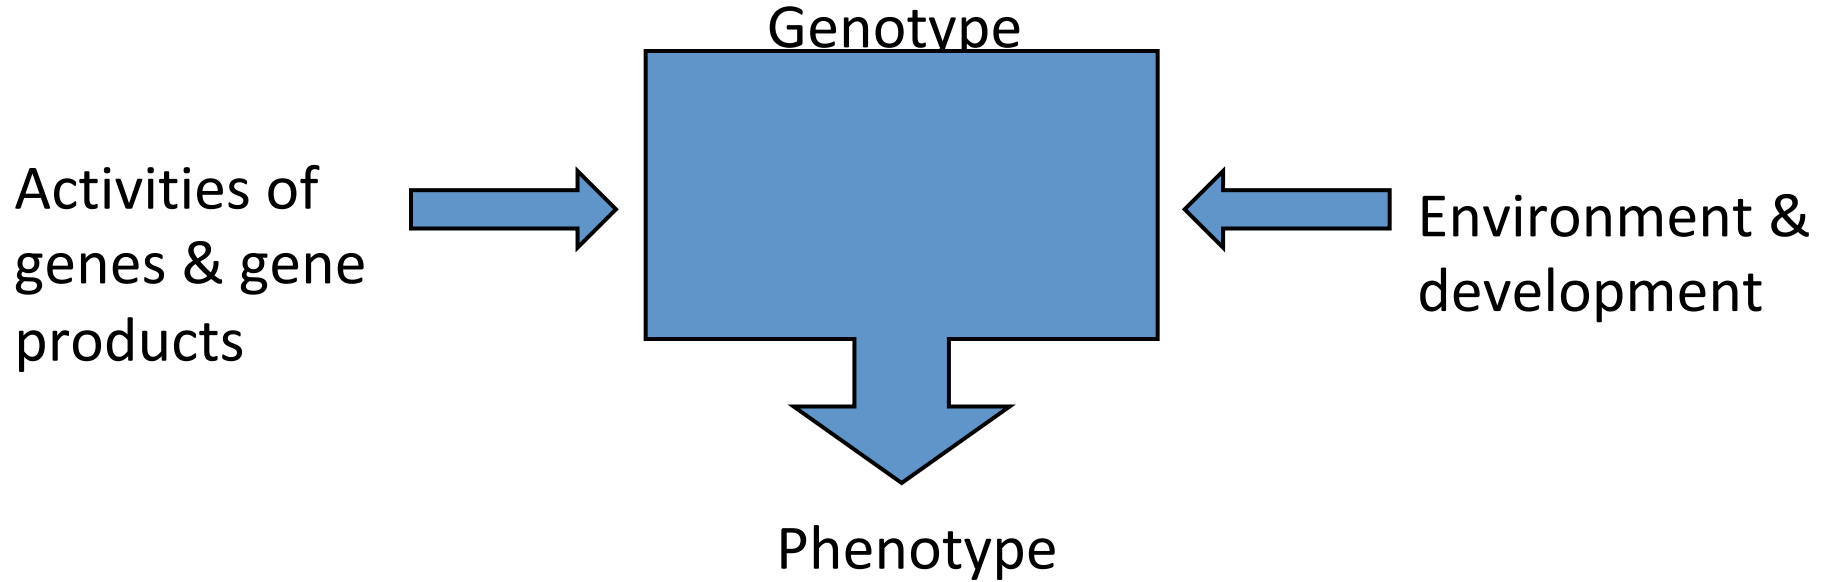 Genotype
Activities of
genes & gene
products
Environment &
development
Phenotype